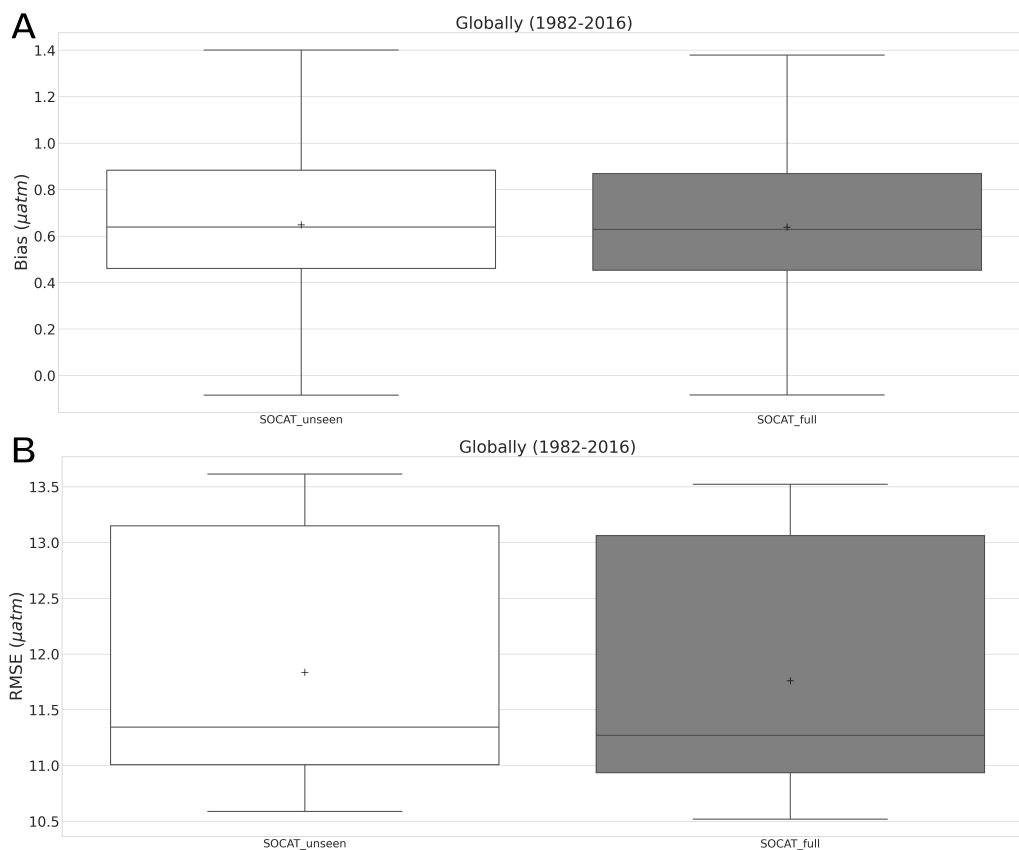 A
Globally (1982-2016)
Bias (μatm)
1.4
1.2
1.0
0.8
0.6
0.4
0.2
0.0
SOCAT_unseen
SOCAT_full
B
Globally (1982-2016)
RMSE (μatm)
13.5
13.0
12.5
12.0
11.5
11.0
10.5
SOCAT_unseen
SOCAT_full